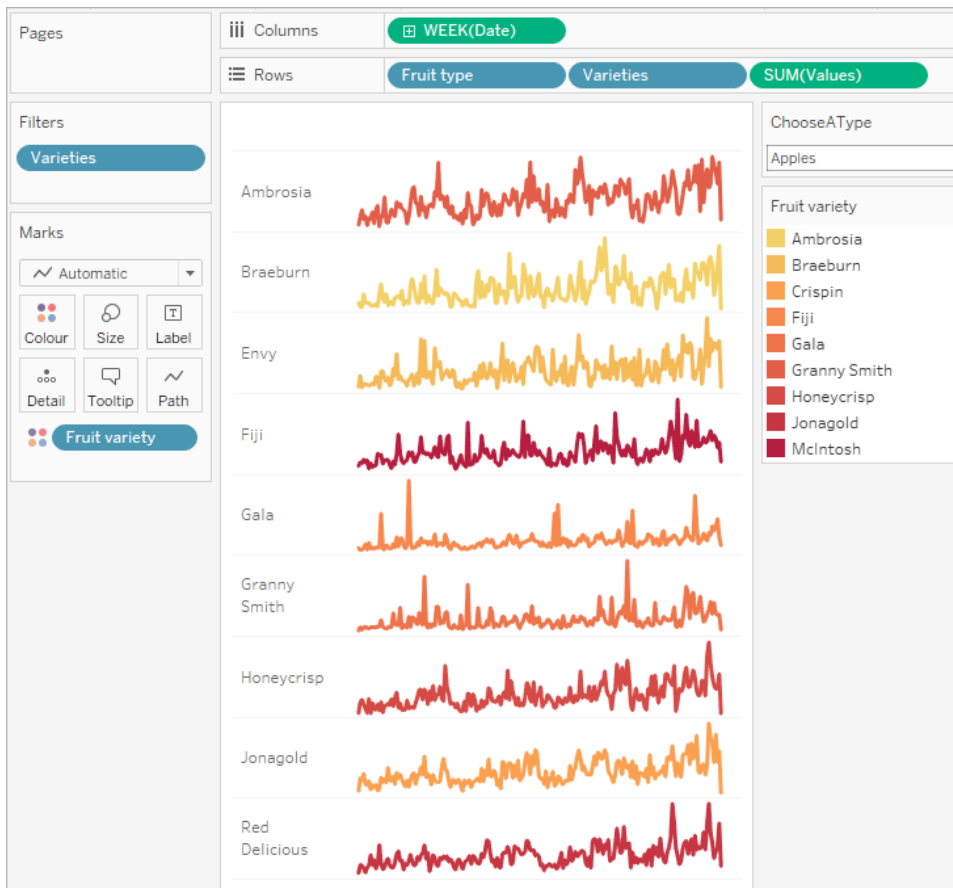 Pages
Columns
WEEK(Date)
Rows
Fruit type
Varieties
SUM(Values)
Filters
Varieties
Marks
Automatic
Colour
Size
Label
Detail
Tooltip
Path
Fruit variety
Ambrosia
Braeburn
Envy
Fiji
Gala
Granny
Smith
Honeycrisp
Jonagold
Red
Delicious
ChooseAType
Apples
Fruit variety
Ambrosia
Braeburn
Crispin
Fiji
Gala
Granny Smith
Honeycrisp
Jonagold
McIntosh